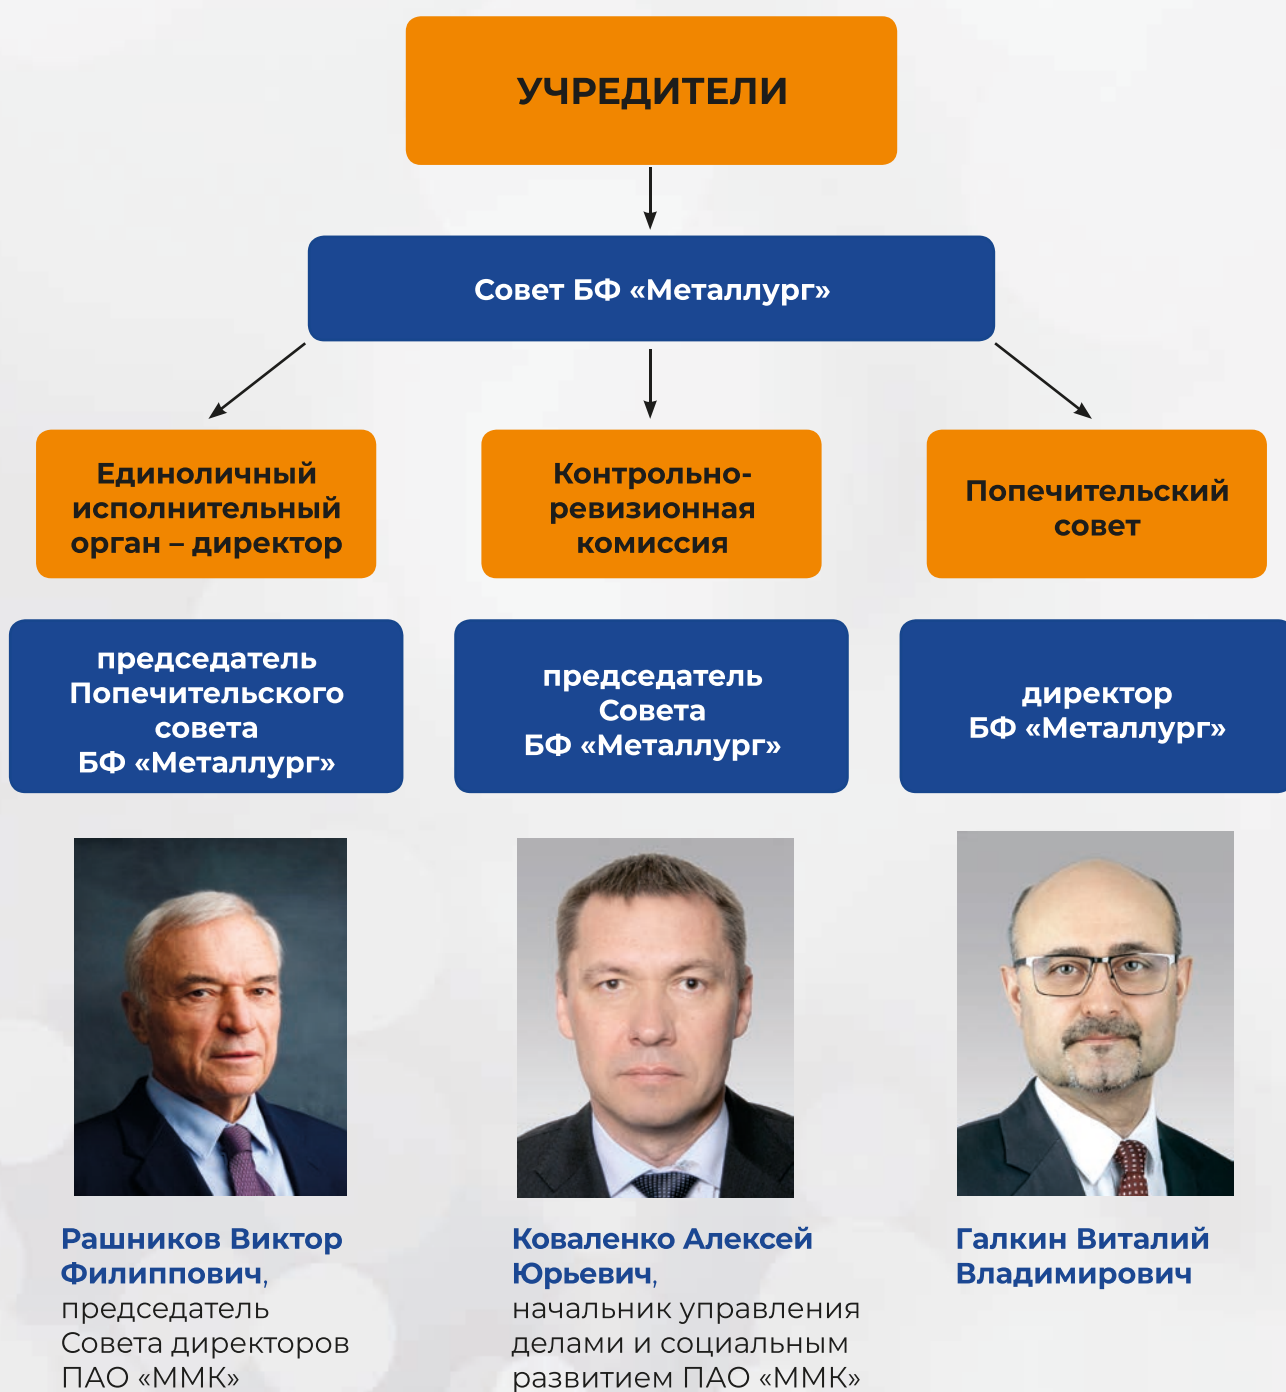 УЧРЕДИТЕЛИ
Совет БФ «Металлург»
Единоличный
исполнительный
орган – директор
Контрольно-
ревизионная
комиссия
Попечительский
совет
председатель
Попечительского
совета
БФ «Металлург»
председатель
Совета
БФ «Металлург»
директор
БФ «Металлург»
Рашников Виктор
Филиппович,
председатель
Совета директоров
ПАО «ММК»
Коваленко Алексей
Юрьевич,
начальник управления
делами и социальным
развитием ПАО «ММК»
Галкин Виталий
Владимирович